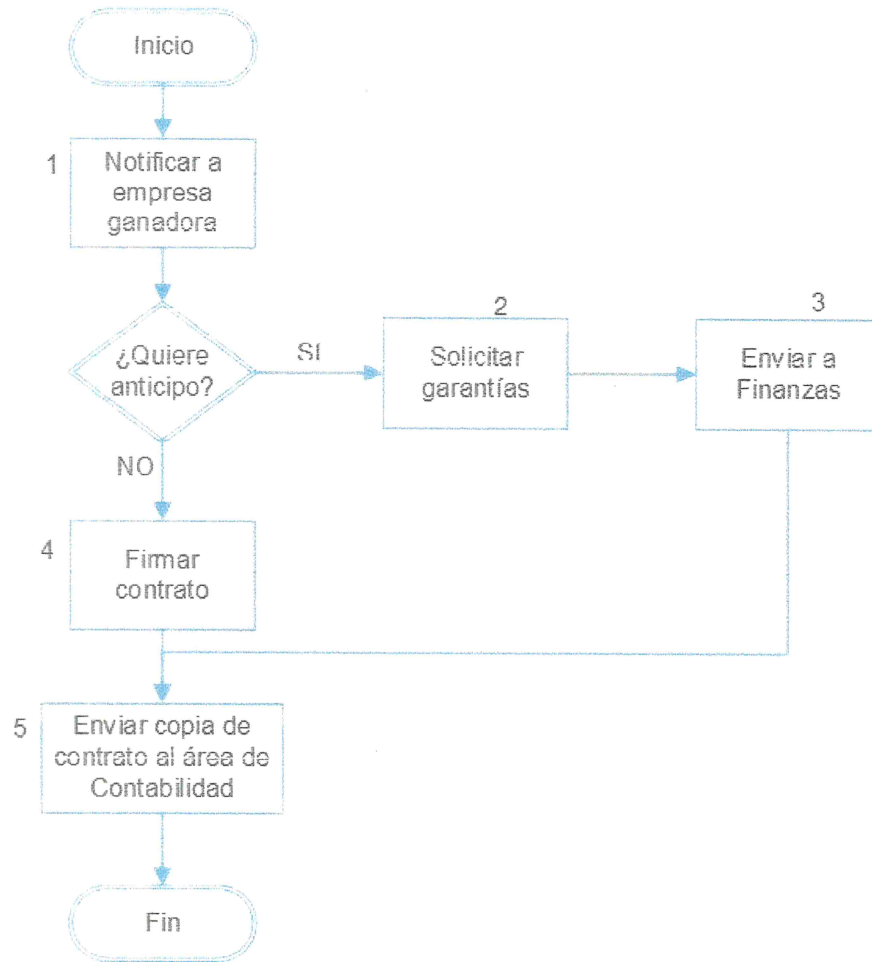 Inicio
1
Notificar a
empresa
ganadora
¿Quiere
anticipo?
SI
2
Solicitar
garantías
3
Enviar a
Finanzas
NO
4
Firmar
contrato
5
Enviar copia de
contrato al área de
Contabilidad
Fin